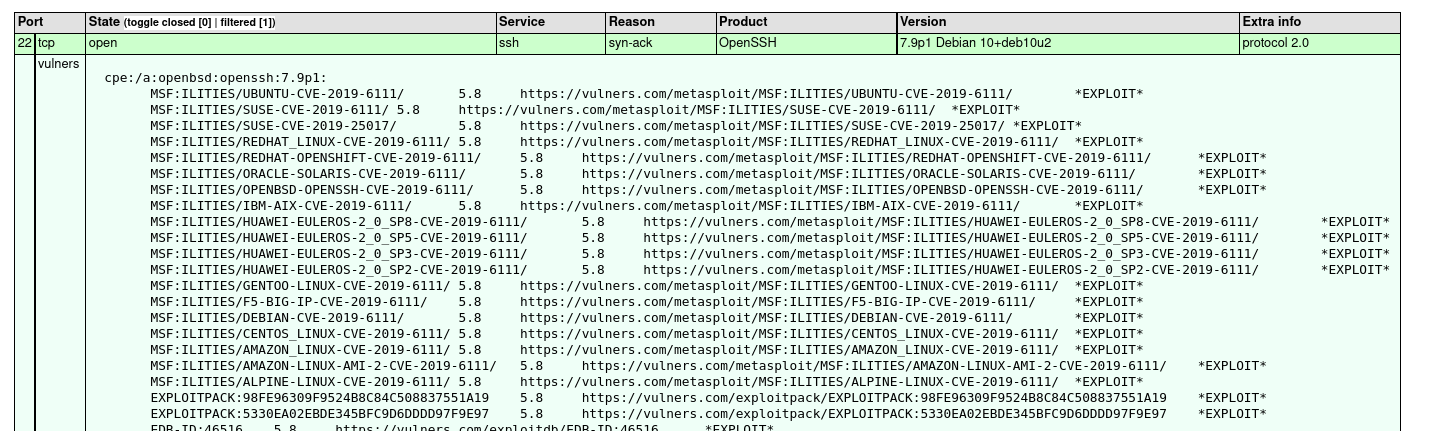 Port State (toggle closed [0] | filtered [1]) Service Reason Product Version Extra info
22 tcp open ssh syn-ack OpenSSH 7.9p1 Debian 10+deb10u2 protocol 2.0
vulners
cpe:/a:openbsd:openssh:7.9p1:
MSF:ILITIES/UBUNTU-CVE-2019-6111/ 5.8 https://vulners.com/metasploit/MSF:ILITIES/UBUNTU-CVE-2019-6111/ *EXPLOIT*
MSF:ILITIES/SUSE-CVE-2019-6111/ 5.8 https://vulners.com/metasploit/MSF:ILITIES/SUSE-CVE-2019-6111/ *EXPLOIT*
MSF:ILITIES/SUSE-CVE-2019-25017/ 5.8 https://vulners.com/metasploit/MSF:ILITIES/SUSE-CVE-2019-25017/ *EXPLOIT*
MSF:ILITIES/REDHAT_LINUX-CVE-2019-6111/ 5.8 https://vulners.com/metasploit/MSF:ILITIES/REDHAT_LINUX-CVE-2019-6111/ *EXPLOIT*
MSF:ILITIES/REDHAT-OPENSHIFT-CVE-2019-6111/ 5.8 https://vulners.com/metasploit/MSF:ILITIES/REDHAT-OPENSHIFT-CVE-2019-6111/ *EXPLOIT*
MSF:ILITIES/ORACLE-SOLARIS-CVE-2019-6111/ 5.8 https://vulners.com/metasploit/MSF:ILITIES/ORACLE-SOLARIS-CVE-2019-6111/ *EXPLOIT*
MSF:ILITIES/OPENBSD-OPENSSH-CVE-2019-6111/ 5.8 https://vulners.com/metasploit/MSF:ILITIES/OPENBSD-OPENSSH-CVE-2019-6111/ *EXPLOIT*
MSF:ILITIES/IBM-AIX-CVE-2019-6111/ 5.8 https://vulners.com/metasploit/MSF:ILITIES/IBM-AIX-CVE-2019-6111/ *EXPLOIT*
MSF:ILITIES/HUAWEI-EULEROS-2_0_SP8-CVE-2019-6111/ 5.8 https://vulners.com/metasploit/MSF:ILITIES/HUAWEI-EULEROS-2_0_SP8-CVE-2019-6111/ *EXPLOIT*
MSF:ILITIES/HUAWEI-EULEROS-2_0_SP5-CVE-2019-6111/ 5.8 https://vulners.com/metasploit/MSF:ILITIES/HUAWEI-EULEROS-2_0_SP5-CVE-2019-6111/ *EXPLOIT*
MSF:ILITIES/HUAWEI-EULEROS-2_0_SP3-CVE-2019-6111/ 5.8 https://vulners.com/metasploit/MSF:ILITIES/HUAWEI-EULEROS-2_0_SP3-CVE-2019-6111/ *EXPLOIT*
MSF:ILITIES/HUAWEI-EULEROS-2_0_SP2-CVE-2019-6111/ 5.8 https://vulners.com/metasploit/MSF:ILITIES/HUAWEI-EULEROS-2_0_SP2-CVE-2019-6111/ *EXPLOIT*
MSF:ILITIES/GENTOO-LINUX-CVE-2019-6111/ 5.8 https://vulners.com/metasploit/MSF:ILITIES/GENTOO-LINUX-CVE-2019-6111/ *EXPLOIT*
MSF:ILITIES/F5-BIG-IP-CVE-2019-6111/ 5.8 https://vulners.com/metasploit/MSF:ILITIES/F5-BIG-IP-CVE-2019-6111/ *EXPLOIT*
MSF:ILITIES/DEBIAN-CVE-2019-6111/ 5.8 https://vulners.com/metasploit/MSF:ILITIES/DEBIAN-CVE-2019-6111/ *EXPLOIT*
MSF:ILITIES/CENTOS_LINUX-CVE-2019-6111/ 5.8 https://vulners.com/metasploit/MSF:ILITIES/CENTOS_LINUX-CVE-2019-6111/ *EXPLOIT*
MSF:ILITIES/AMAZON_LINUX-CVE-2019-6111/ 5.8 https://vulners.com/metasploit/MSF:ILITIES/AMAZON_LINUX-CVE-2019-6111/ *EXPLOIT*
MSF:ILITIES/AMAZON-LINUX-AMI-2-CVE-2019-6111/ 5.8 https://vulners.com/metasploit/MSF:ILITIES/AMAZON-LINUX-AMI-2-CVE-2019-6111/ *EXPLOIT*
MSF:ILITIES/ALPINE-LINUX-CVE-2019-6111/ 5.8 https://vulners.com/metasploit/MSF:ILITIES/ALPINE-LINUX-CVE-2019-6111/ *EXPLOIT*
EXPLOITPACK:98FE96309F9524B8C84C508837551A19 5.8 https://vulners.com/exploitpack/EXPLOITPACK:98FE96309F9524B8C84C508837551A19 *EXPLOIT*
EXPLOITPACK:5330EA02EBDE345BFC9D6DDDD97F9E97 5.8 https://vulners.com/exploitpack/EXPLOITPACK:5330EA02EBDE345BFC9D6DDDD97F9E97 *EXPLOIT*
EDB-ID:46516 5.8 https://vulners.com/exploitdb/EDB-ID:46516 *EXPLOIT*